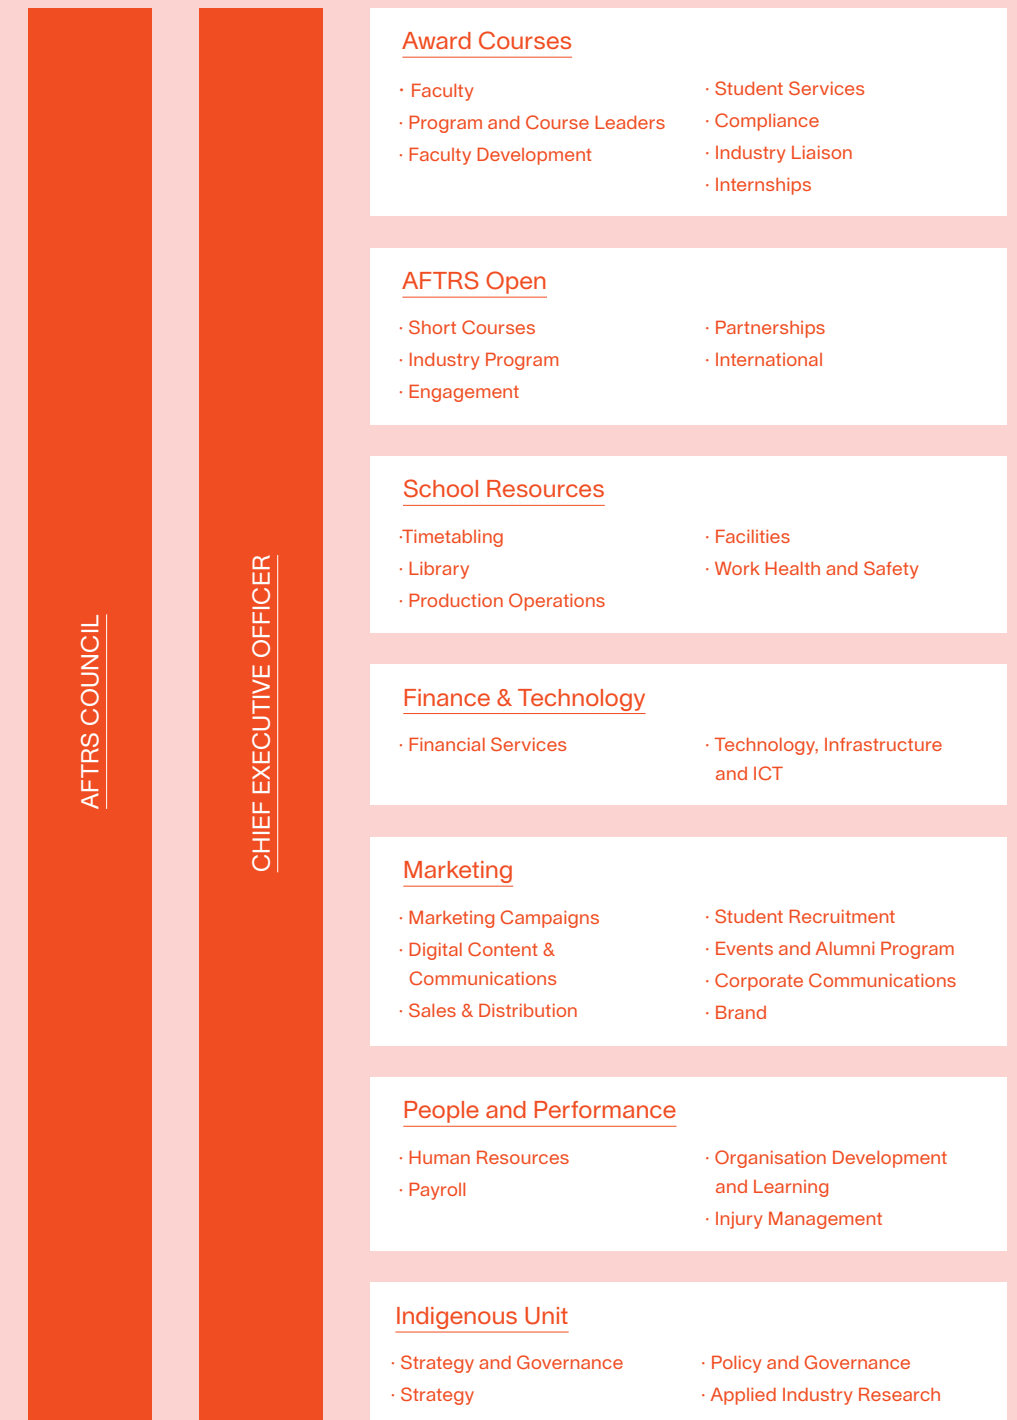 AFTRS COUNCIL
CHIEF EXECUTIVE OFFICER
Award Courses
· Faculty
· Program and Course Leaders
· Faculty Development
· Student Services
· Compliance
· Industry Liaison
· Internships
AFTRS Open
· Short Courses
· Industry Program
· Engagement
· Partnerships
· International
School Resources
·Timetabling
· Library
· Production Operations
· Facilities
· Work Health and Safety
Finance & Technology
· Financial Services
· Technology, Infrastructure
and ICT
Marketing
· Marketing Campaigns
· Digital Content &
Communications
· Sales & Distribution
· Student Recruitment
· Events and Alumni Program
· Corporate Communications
· Brand
People and Performance
· Human Resources
· Payroll
· Organisation Development
and Learning
· Injury Management
Indigenous Unit
· Strategy and Governance
· Strategy
· Policy and Governance
· Applied Industry Research